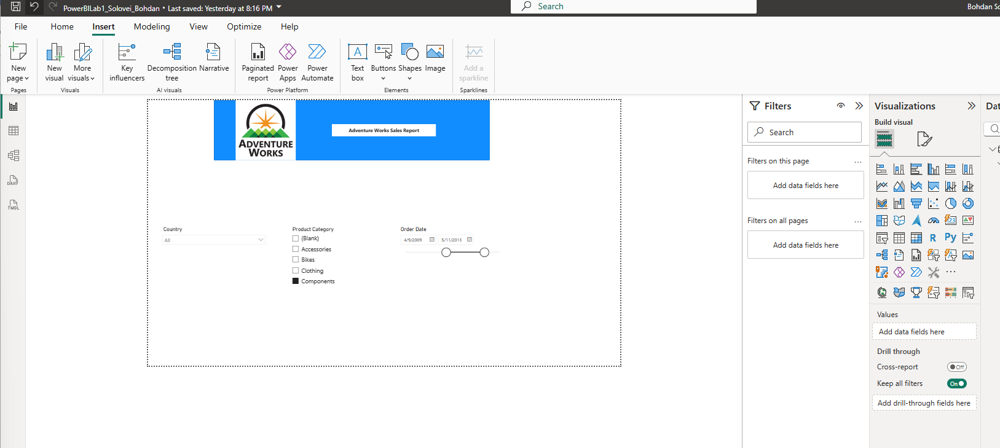 PowerBILab1_Solovei_Bohdan • Last saved: Yesterday at 8:16 PM
Search
Bohdan So
File Home Insert Modeling View Optimize Help
New page
New visual
More visuals
Key influencers
Decomposition tree
Narrative
Paginated report
Power Apps
Power Automate
Text box
Buttons
Shapes
Image
Add a sparkline
Pages
Visuals
AI visuals
Power Platform
Elements
Sparklines
DAX
TMDL
ADVENTURE
WORKS
Adventure Works Sales Report
Country
All
Product Category
(Blank)
Accessories
Bikes
Clothing
Components
Order Date
4/9/2009 5/11/2013
Filters
Search
Filters on this page ...
Add data fields here
Filters on all pages ...
Add data fields here
Visualizations
Build visual
123
R
Py
Values
Add data fields here
Drill through
Cross-report Off
Keep all filters On
Add drill-through fields here
Dat